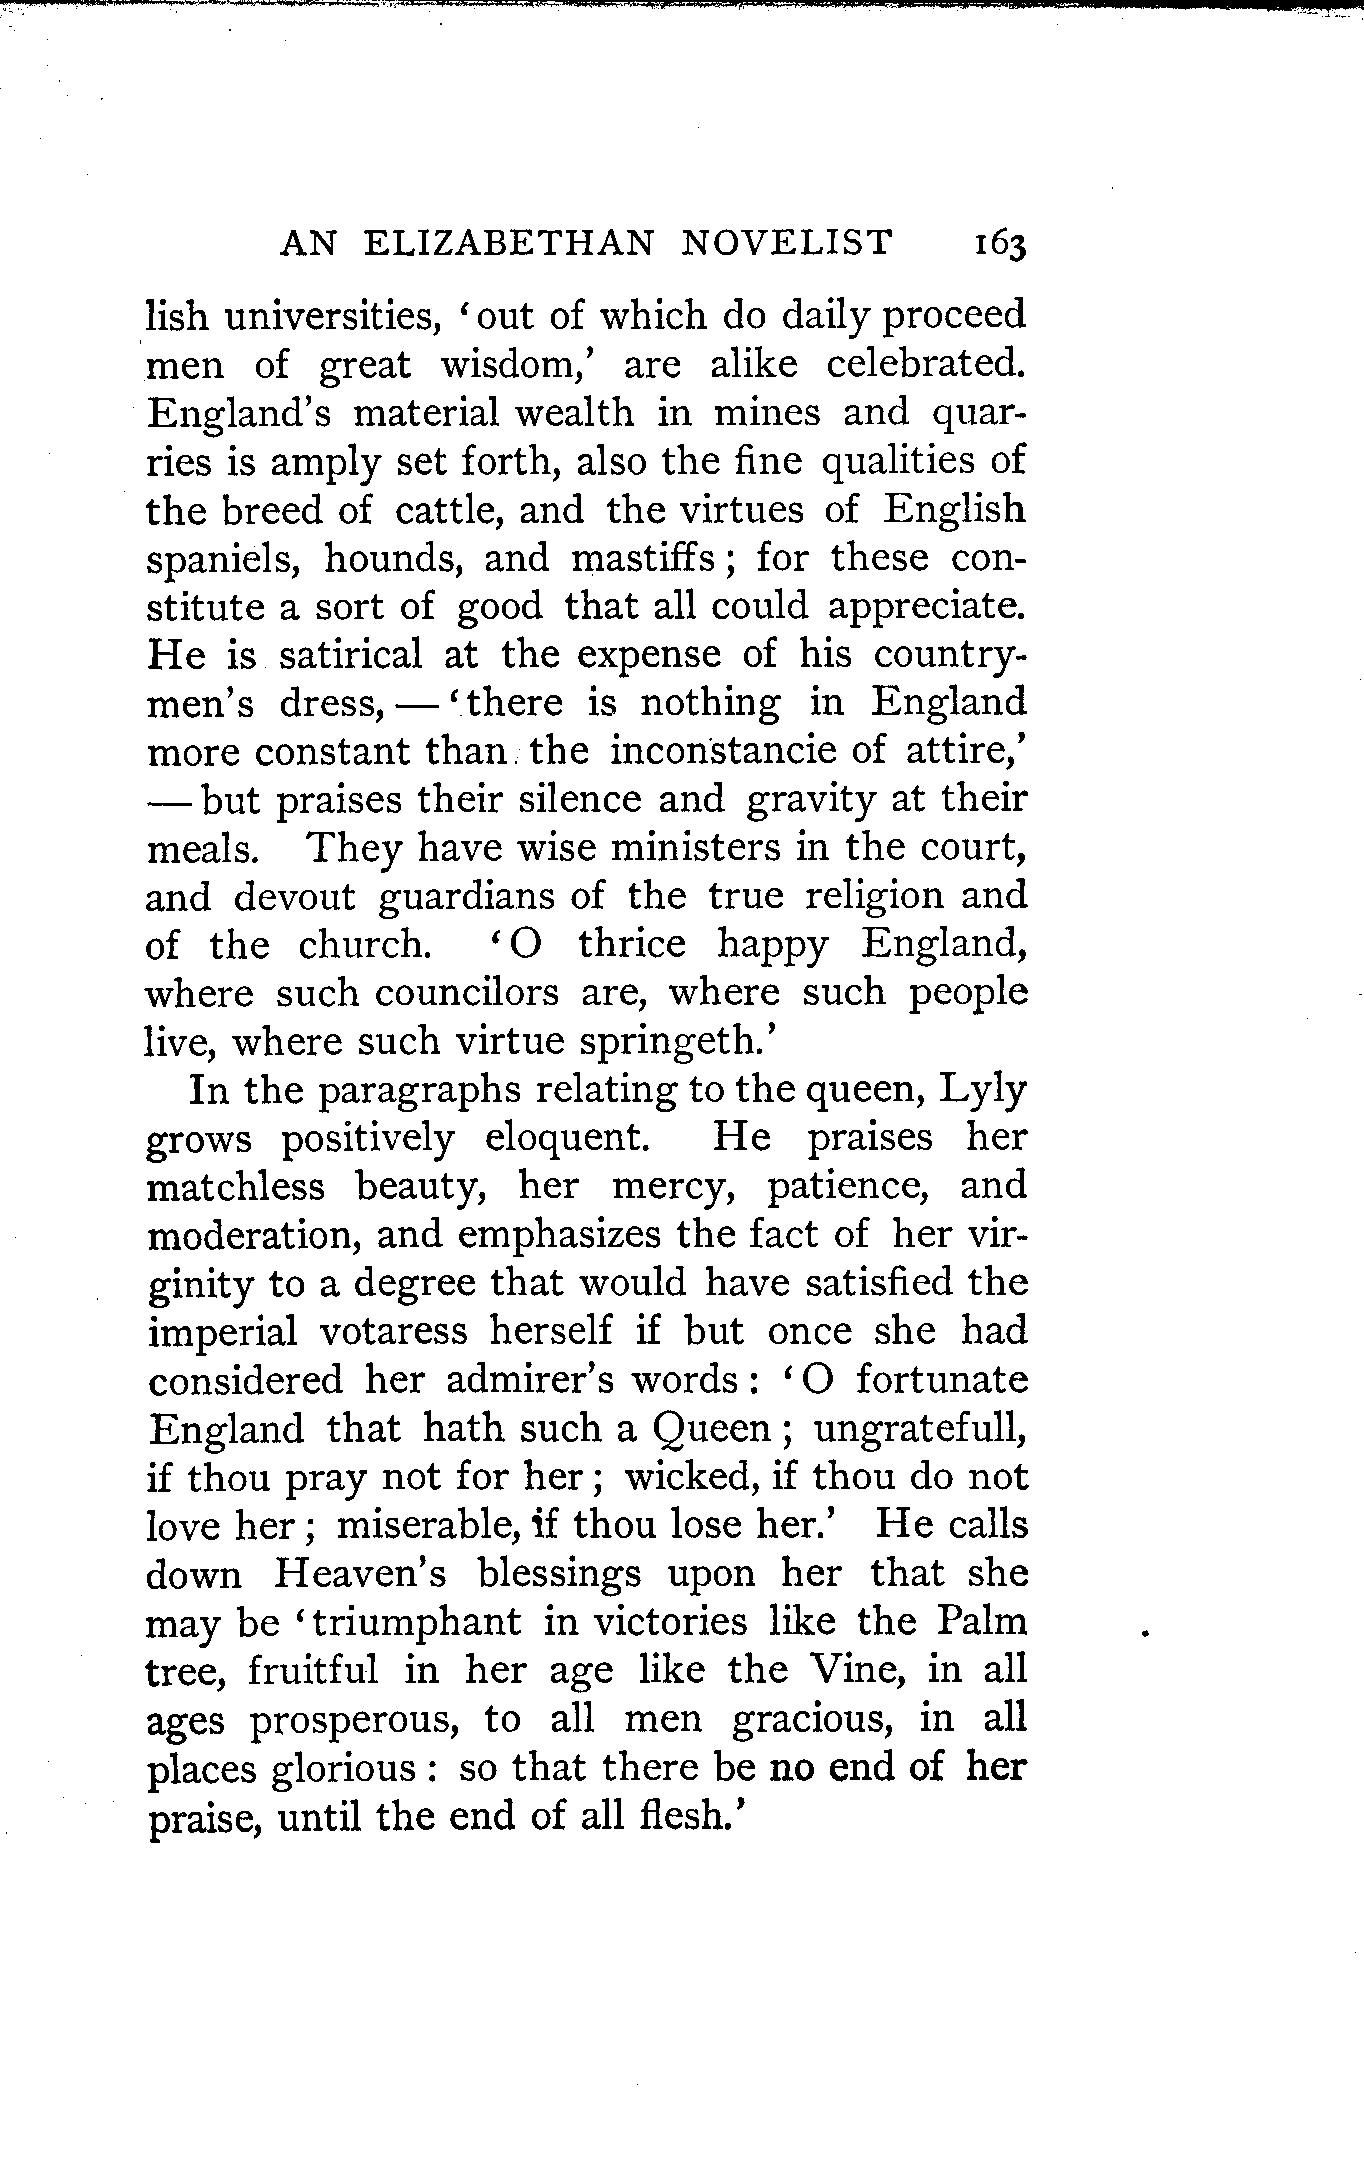 AN ELIZABETHAN NOVELIST 163
lish universities, ‘out of which do daily proceed
men of great wisdom,’ are alike celebrated.
England’s material wealth in mines and quar-
ries is amply set forth, also the fine qualities of
the breed of cattle, and the virtues of English
spaniels, hounds, and mastiffs; for these con-
stitute a sort of good that all could appreciate.
He is satirical at the expense of his country-
men’s dress, — ‘there is nothing in England
more constant than the inconstancie of attire,’
— but praises their silence and gravity at their
meals. They have wise ministers in the court,
and devout guardians of the true religion and
of the church. ‘O thrice happy England,
where such councilors are, where such people
live, where such virtue springeth.’
In the paragraphs relating to the queen, Lyly
grows positively eloquent. He praises her
matchless beauty, her mercy, patience, and
moderation, and emphasizes the fact of her vir-
ginity to a degree that would have satisfied the
imperial votaress herself if but once she had
considered her admirer’s words: ‘O fortunate
England that hath such a Queen; ungratefull,
if thou pray not for her; wicked, if thou do not
love her; miserable, if thou lose her.’ He calls
down Heaven’s blessings upon her that she
may be ‘triumphant in victories like the Palm
tree, fruitful in her age like the Vine, in all
ages prosperous, to all men gracious, in all
places glorious: so that there be no end of her
praise, until the end of all flesh.’